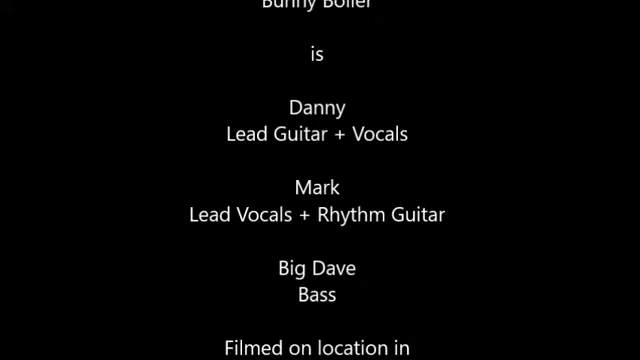 Bunny Boiler
is
Danny
Lead Guitar + Vocals
Mark
Lead Vocals + Rhythm Guitar
Big Dave
Bass
Filmed on location in